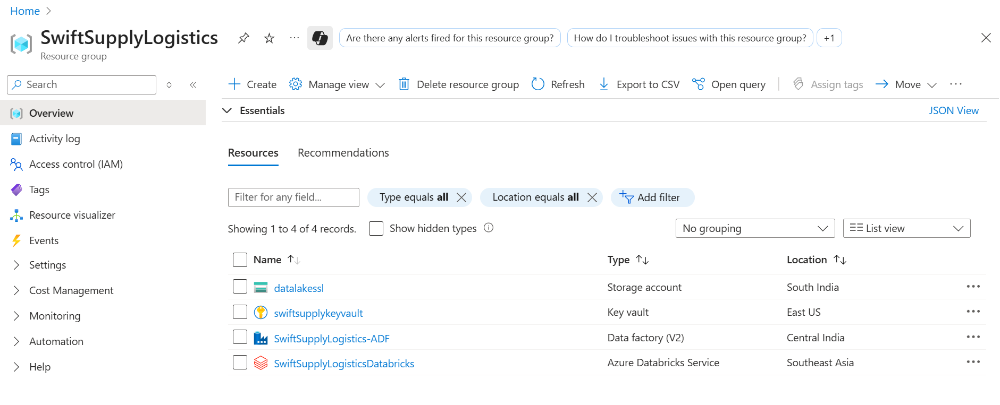 Home
SwiftSupplyLogistics
Are there any alerts fired for this resource group?
How do I troubleshoot issues with this resource group?
+1
Resource group
Search
Create
Manage view
Delete resource group
Refresh
Export to CSV
Open query
Assign tags
Move
Overview
Activity log
Access control (IAM)
Tags
Resource visualizer
Events
Settings
Cost Management
Monitoring
Automation
Help
Essentials
JSON View
Resources
Recommendations
Filter for any field...
Type equals all
Location equals all
Add filter
Showing 1 to 4 of 4 records.
Show hidden types
No grouping
List view
Name
Type
Location
datalakessl
Storage account
South India
swiftsupplykeyvault
Key vault
East US
SwiftSupplyLogistics-ADF
Data factory (V2)
Central India
SwiftSupplyLogisticsDatabricks
Azure Databricks Service
Southeast Asia